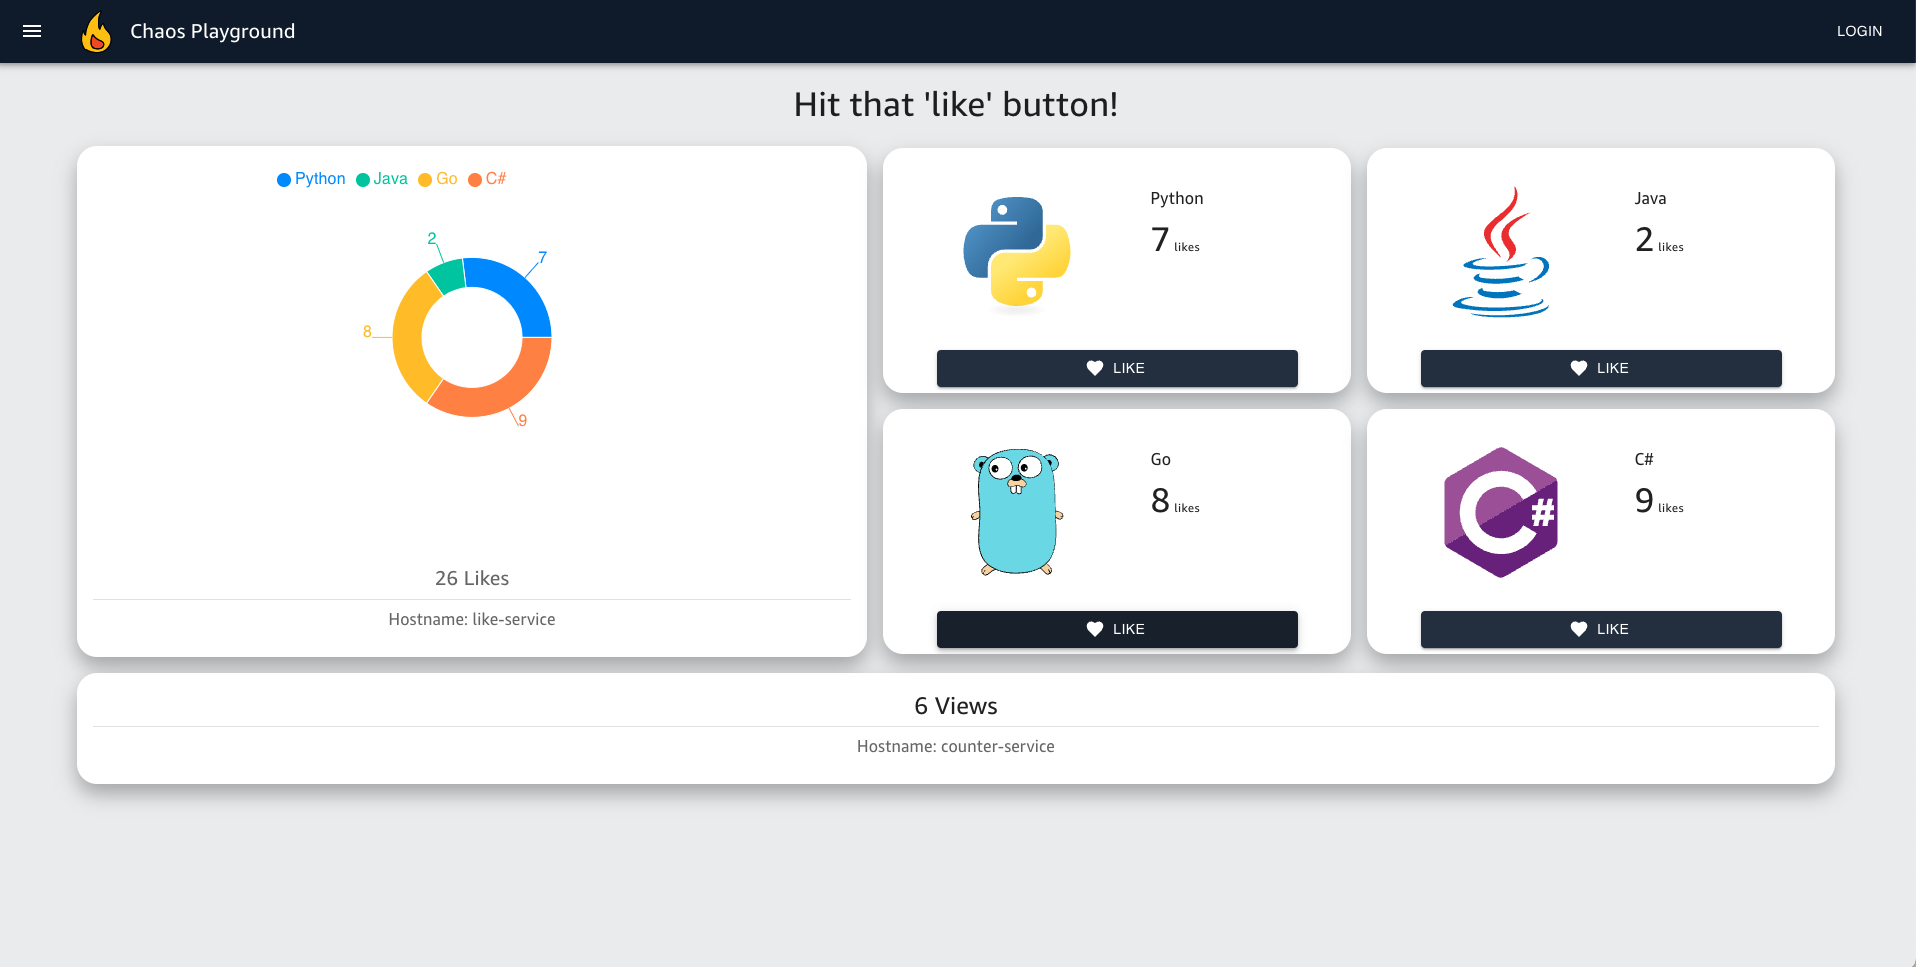 Chaos Playground
LOGIN
Hit that 'like' button!
Python Java Go C#
2
7
8
9
26 Likes
Hostname: like-service
Python
7 likes
LIKE
Java
2 likes
LIKE
Go
8 likes
LIKE
C#
9 likes
C#
LIKE
6 Views
Hostname: counter-service